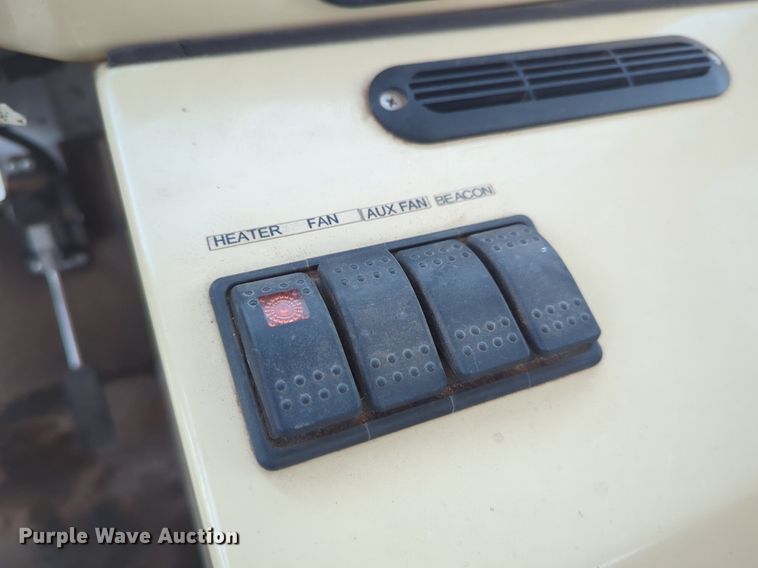 HEATER FAN AUX FAN BEACON
Purple Wave Auction